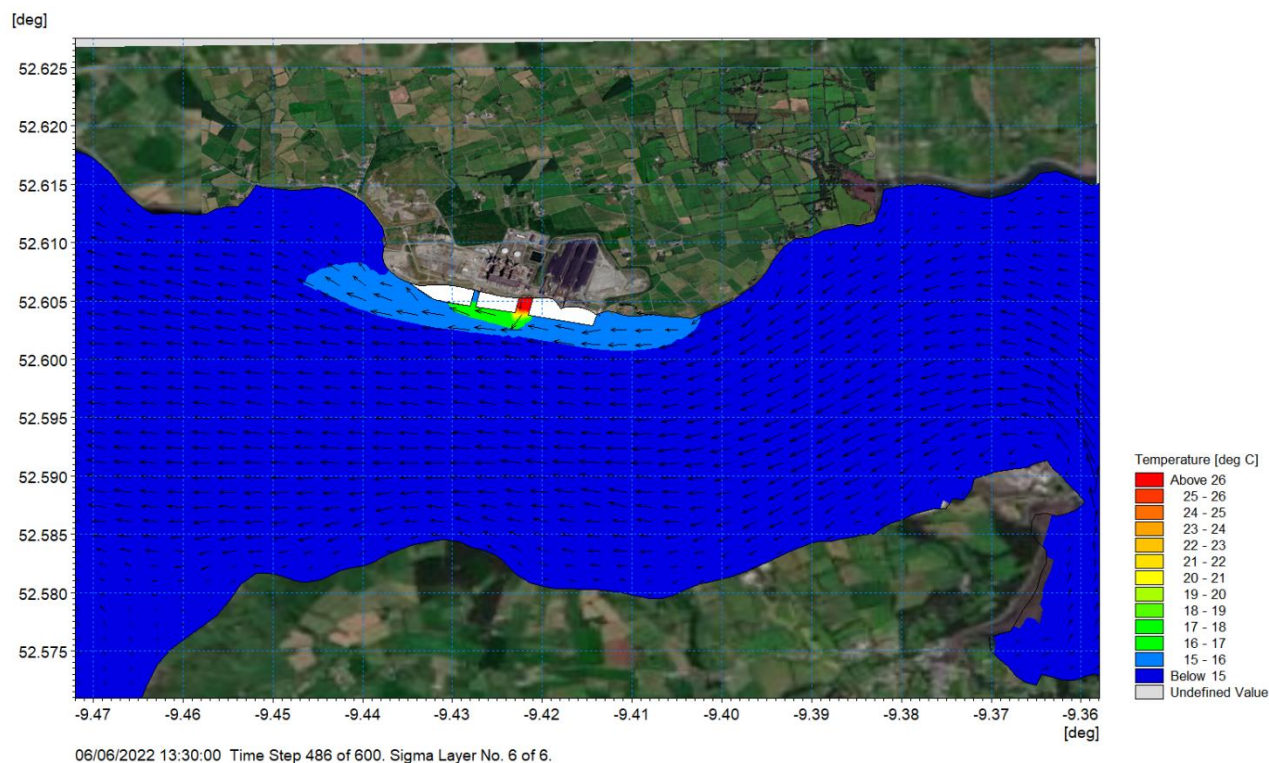 [deg]
52.625
52.620
52.615
52.610
52.605
52.600
52.595
52.590
52.585
52.580
52.575
-9.47 -9.46 -9.45 -9.44 -9.43 -9.42 -9.41 -9.40 -9.39 -9.38 -9.37 -9.36
[deg]
Temperature [deg C]
Above 26
25 - 26
24 - 25
23 - 24
22 - 23
21 - 22
20 - 21
19 - 20
18 - 19
17 - 18
16 - 17
15 - 16
Below 15
Undefined Value
06/06/2022 13:30:00 Time Step 486 of 600. Sigma Layer No. 6 of 6.